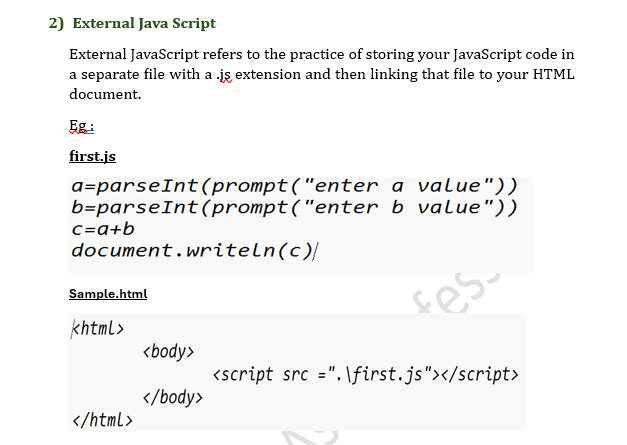 2) External Java Script
External JavaScript refers to the practice of storing your JavaScript code in
a separate file with a .js extension and then linking that file to your HTML
document.
Eg :
first.js
a=parseInt(prompt("enter a value"))
b=parseInt(prompt("enter b value"))
c=a+b
document.writeln(c)
Sample.html
<html>
<body>
<script src =".\first.js"></script>
</body>
</html>